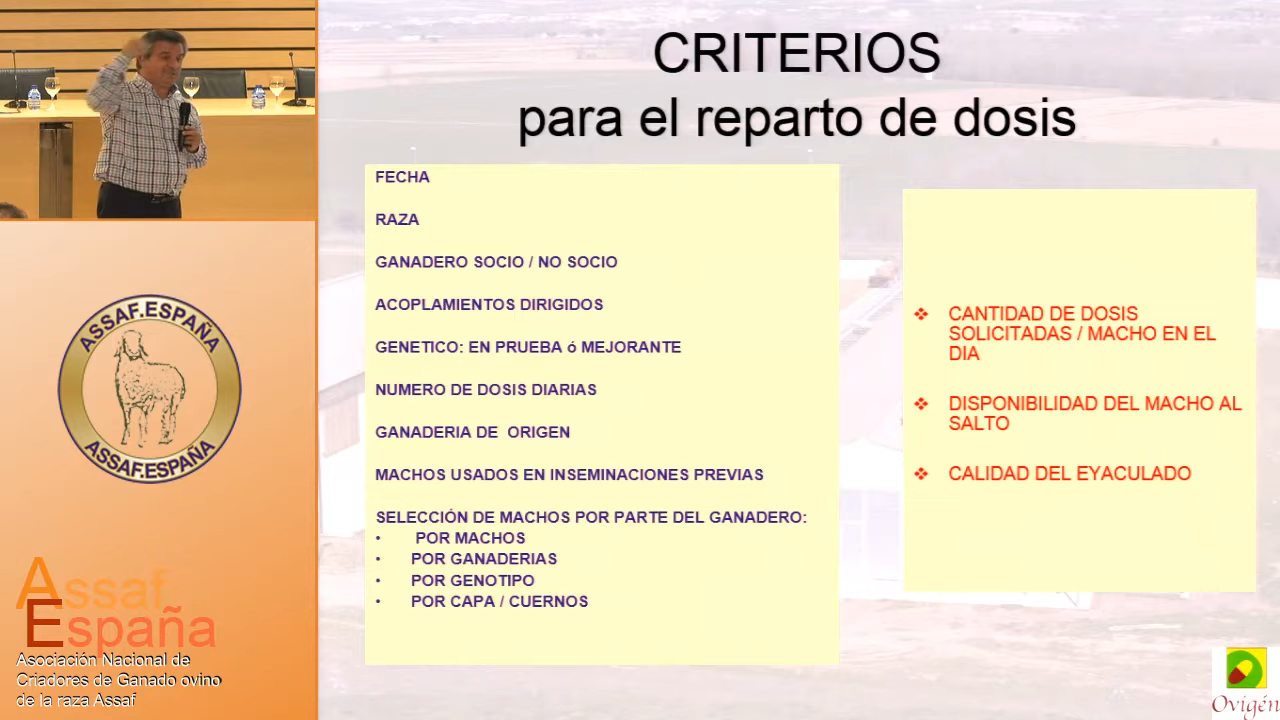 CRITERIOS
para el reparto de dosis
FECHA
RAZA
GANADERO SOCIO / NO SOCIO
ACOPLAMIENTOS DIRIGIDOS
GENETICO: EN PRUEBA ó MEJORANTE
NUMERO DE DOSIS DIARIAS
GANADERIA DE ORIGEN
MACHOS USADOS EN INSEMINACIONES PREVIAS
SELECCIÓN DE MACHOS POR PARTE DEL GANADERO:
• POR MACHOS
• POR GANADERIAS
• POR GENOTIPO
• POR CAPA / CUERNOS
❖ CANTIDAD DE DOSIS
SOLICITADAS / MACHO EN EL
DIA
❖ DISPONIBILIDAD DEL MACHO AL
SALTO
❖ CALIDAD DEL EYACULADO
ASSAF.ESPAÑA
ASSAF.ESPAÑA
Assaf
España
Asociación Nacional de
Criadores de Ganado ovino
de la raza Assaf
Ovigén